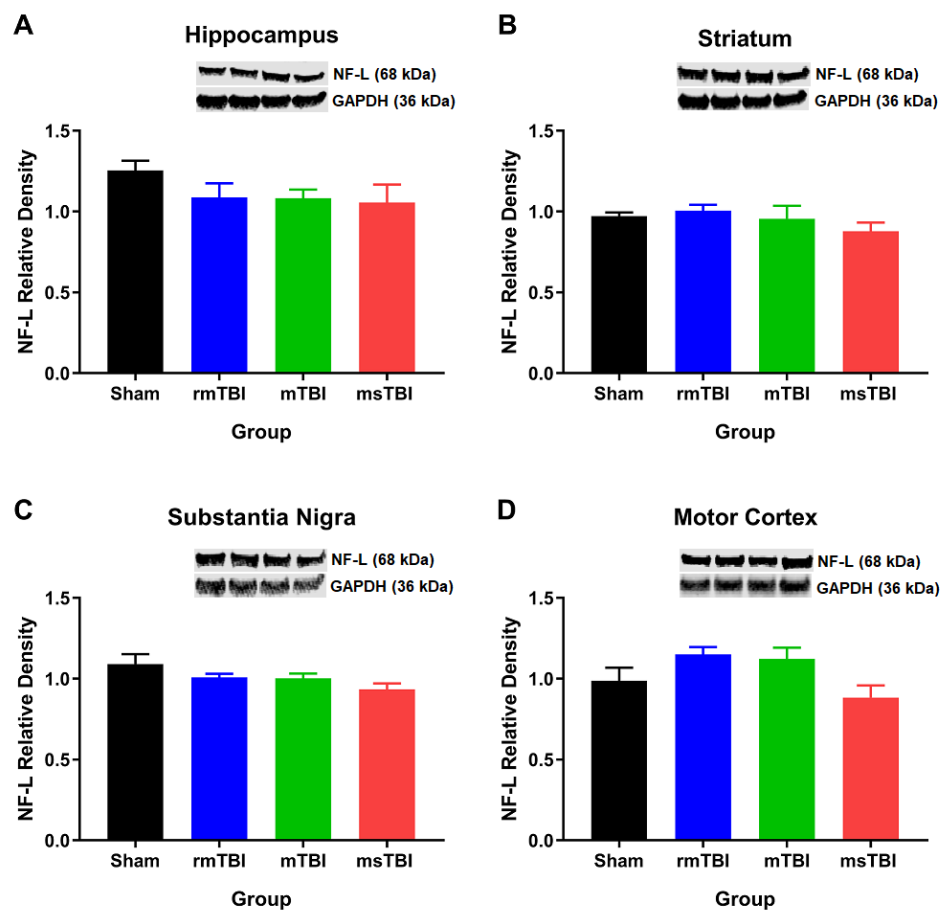 A
Hippocampus
NF-L (68 kDa)
GAPDH (36 kDa)
NF-L Relative Density
1.5
1.0
0.5
0.0
Sham rmTBI mTBI msTBI
Group
B
Striatum
NF-L (68 kDa)
GAPDH (36 kDa)
NF-L Relative Density
1.5
1.0
0.5
0.0
Sham rmTBI mTBI msTBI
Group
C
Substantia Nigra
NF-L (68 kDa)
GAPDH (36 kDa)
NF-L Relative Density
1.5
1.0
0.5
0.0
Sham rmTBI mTBI msTBI
Group
D
Motor Cortex
NF-L (68 kDa)
GAPDH (36 kDa)
NF-L Relative Density
1.5
1.0
0.5
0.0
Sham rmTBI mTBI msTBI
Group